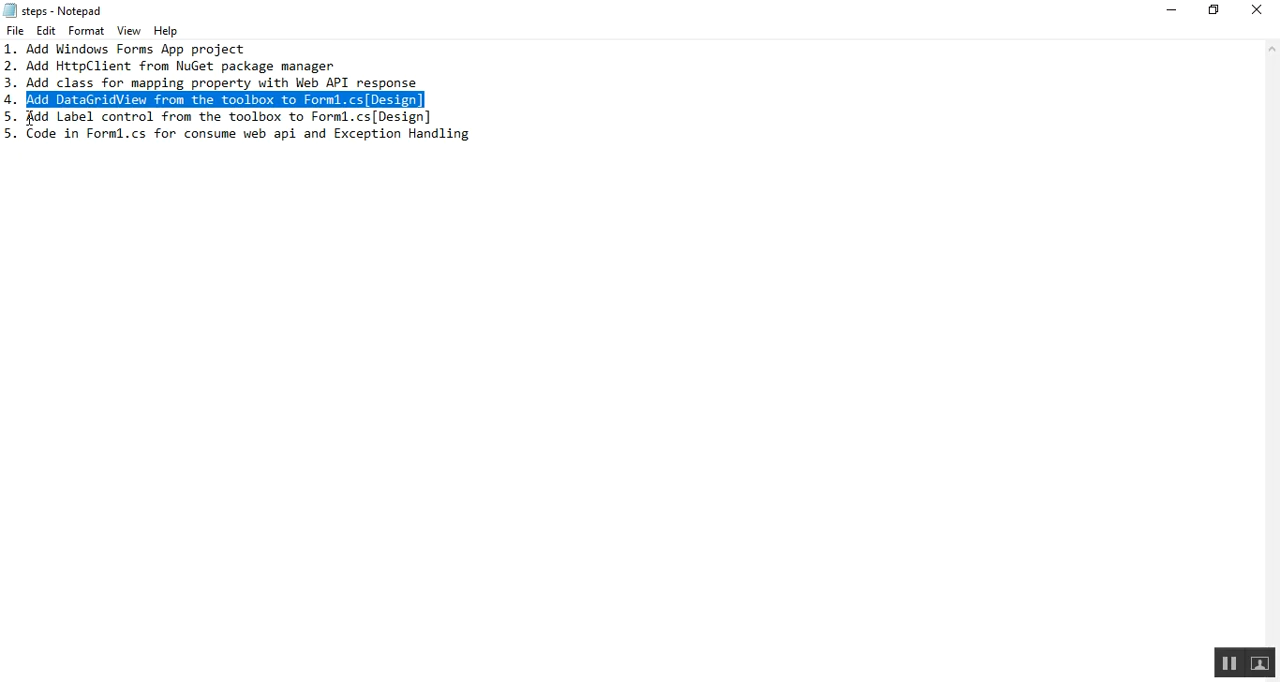 steps - Notepad
File Edit Format View Help
1. Add Windows Forms App project
2. Add HttpClient from NuGet package manager
3. Add class for mapping property with Web API response
4. Add DataGridView from the toolbox to Form1.cs[Design]
5. Add Label control from the toolbox to Form1.cs[Design]
5. Code in Form1.cs for consume web api and Exception Handling